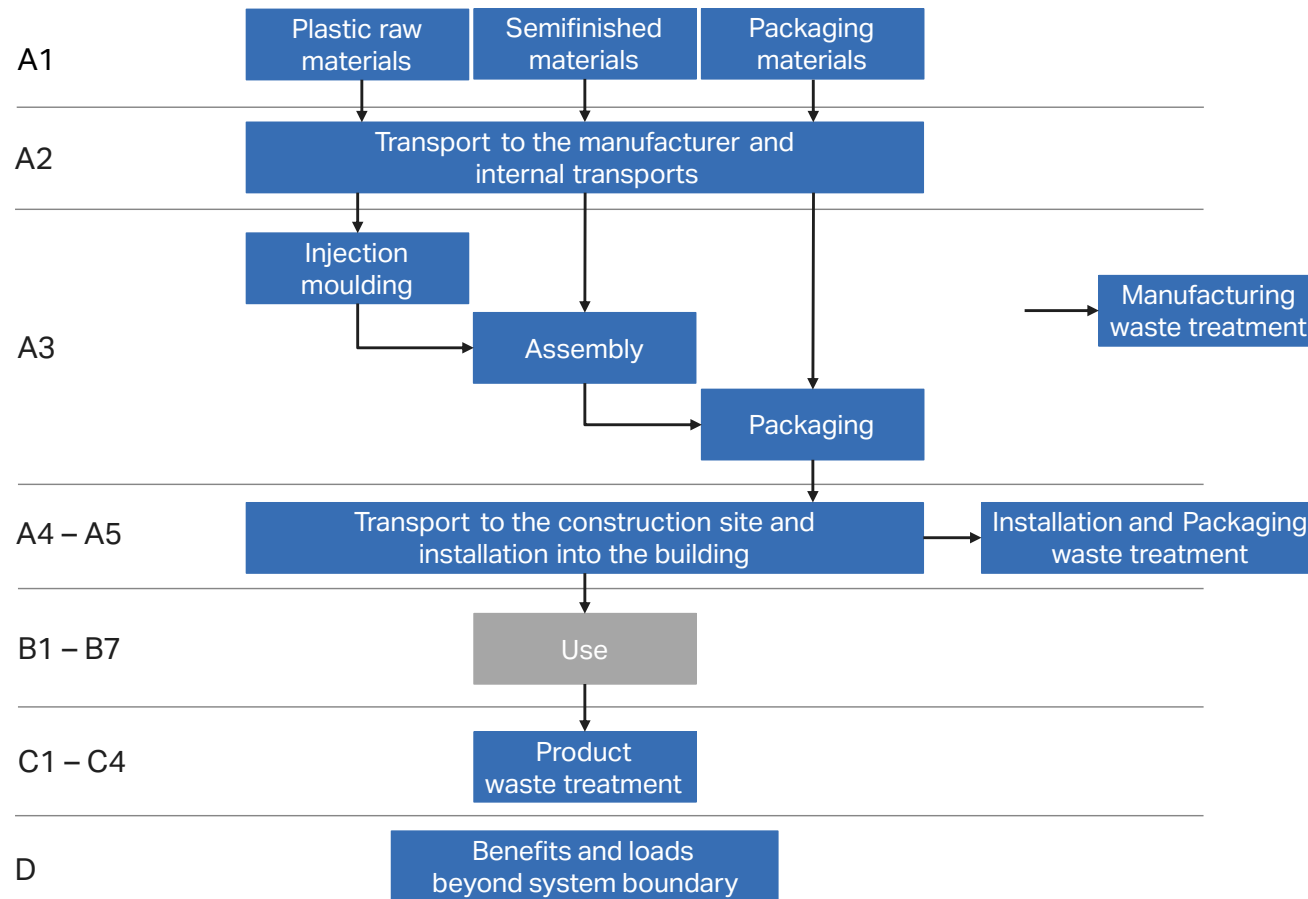 A1
Plastic raw
materials
Semifinished
materials
Packaging
materials
A2
Transport to the manufacturer and
internal transports
A3
Injection
moulding
Manufacturing
waste treatment
Assembly
Packaging
A4 – A5
Transport to the construction site and
installation into the building
Installation and Packaging
waste treatment
B1 – B7
Use
C1 – C4
Product
waste treatment
D
Benefits and loads
beyond system boundary